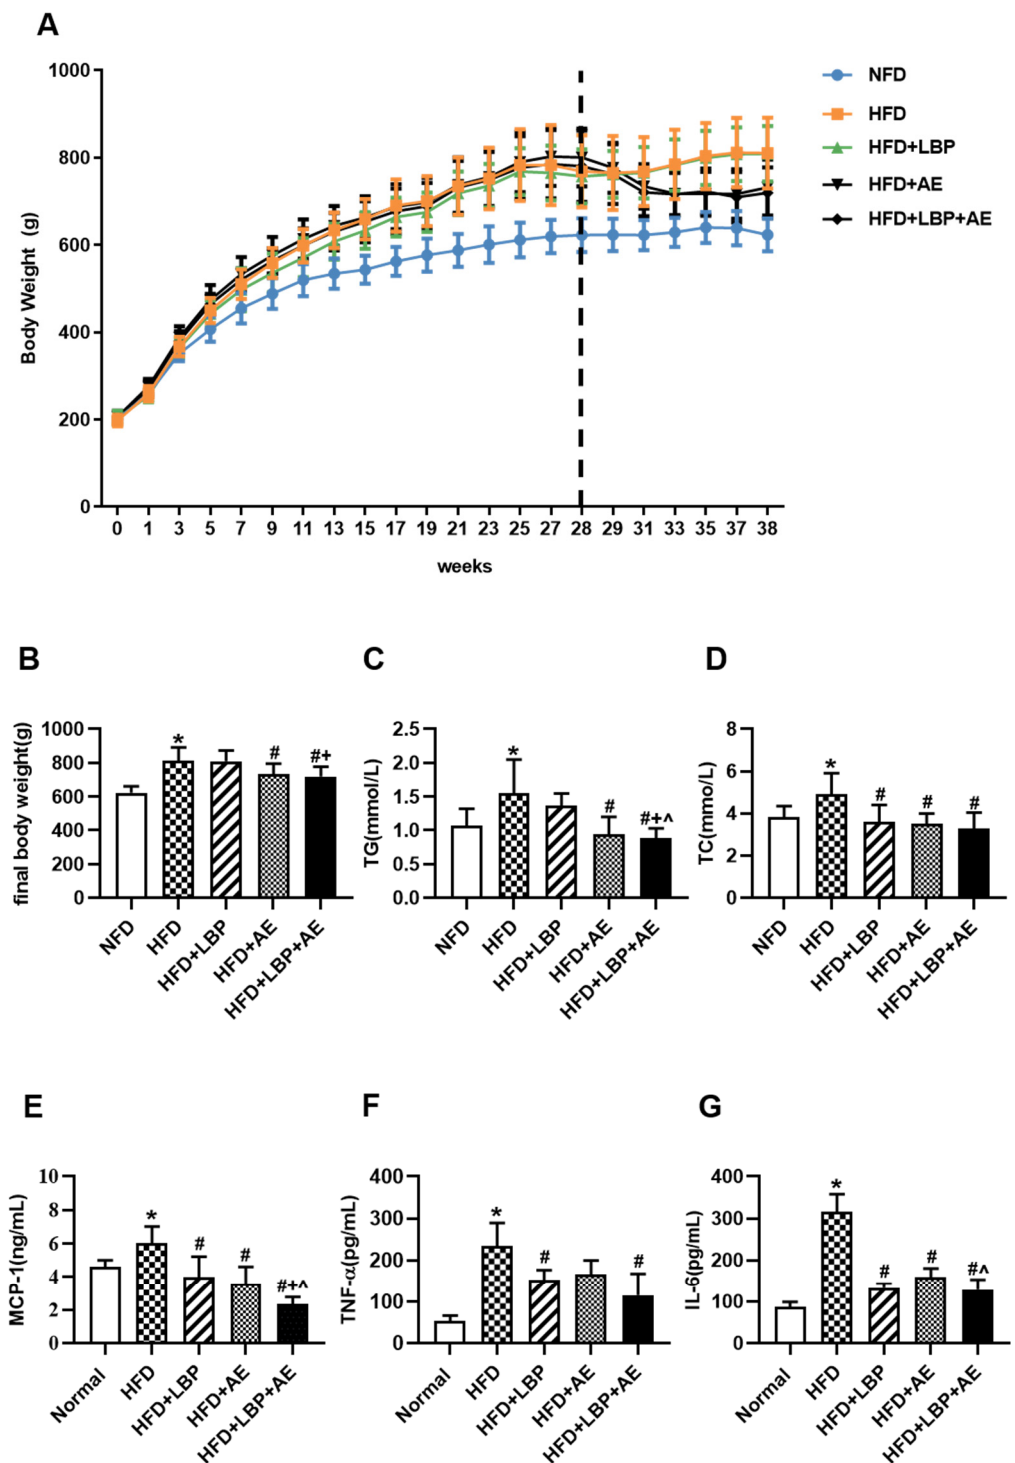 A
1000
800
600
400
200
0
Body Weight (g)
0 1 3 5 7 9 11 13 15 17 19 21 23 25 27 28 29 31 33 35 37 38
weeks
NFD
HFD
HFD+LBP
HFD+AE
HFD+LBP+AE
B
final body weight(g)
1000
800
600
400
200
0
*
#
#+
NFD
HFD
HFD+LBP
HFD+AE
HFD+LBP+AE
C
TG(mmol/L)
2.5
2.0
1.5
1.0
0.5
0.0
*
#
#+^
NFD
HFD
HFD+LBP
HFD+AE
HFD+LBP+AE
D
TC(mmo/L)
8
6
4
2
0
*
#
#
#
NFD
HFD
HFD+LBP
HFD+AE
HFD+LBP+AE
E
MCP-1(ng/mL)
10
8
6
4
2
0
*
#
#
#+^
Normal
HFD
HFD+LBP
HFD+AE
HFD+LBP+AE
F
TNF-α(pg/mL)
400
300
200
100
0
*
#
#
Normal
HFD
HFD+LBP
HFD+AE
HFD+LBP+AE
G
IL-6(pg/mL)
400
300
200
100
0
*
#
#
#^
Normal
HFD
HFD+LBP
HFD+AE
HFD+LBP+AE